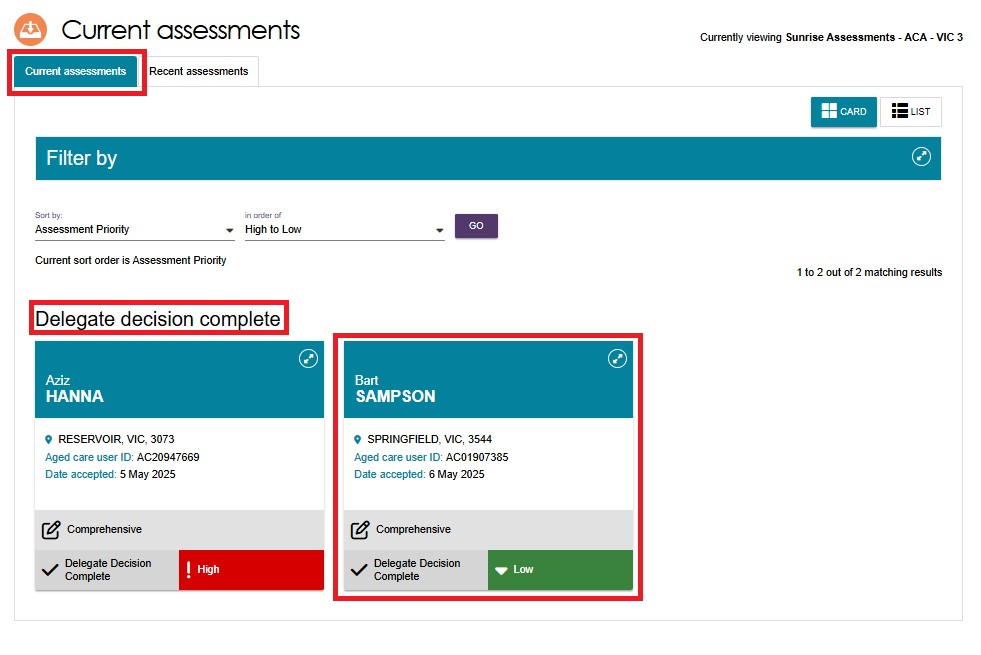 Current assessments
Currently viewing Sunrise Assessments - ACA - VIC 3
Current assessments
Recent assessments
CARD
LIST
Filter by
Sort by:
Assessment Priority
in order of
High to Low
GO
Current sort order is Assessment Priority
1 to 2 out of 2 matching results
Delegate decision complete
Aziz
HANNA
RESERVOIR, VIC, 3073
Aged care user ID: AC20947669
Date accepted: 5 May 2025
Comprehensive
Delegate Decision
Complete
High
Bart
SAMPSON
SPRINGFIELD, VIC, 3544
Aged care user ID: AC01907385
Date accepted: 6 May 2025
Comprehensive
Delegate Decision
Complete
Low